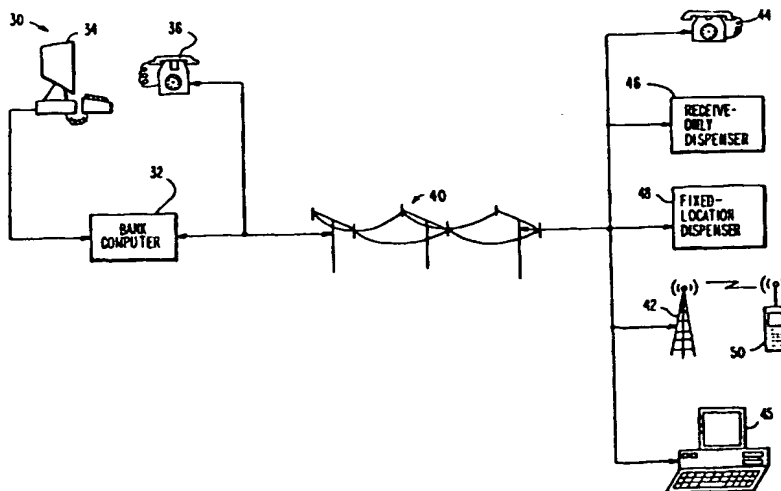 30
34
36
44
46
RECEIVE-
ONLY
DISPENSER
32
BANK
COMPUTER
40
48
FIXED-
LOCATION
DISPENSER
42
50
45